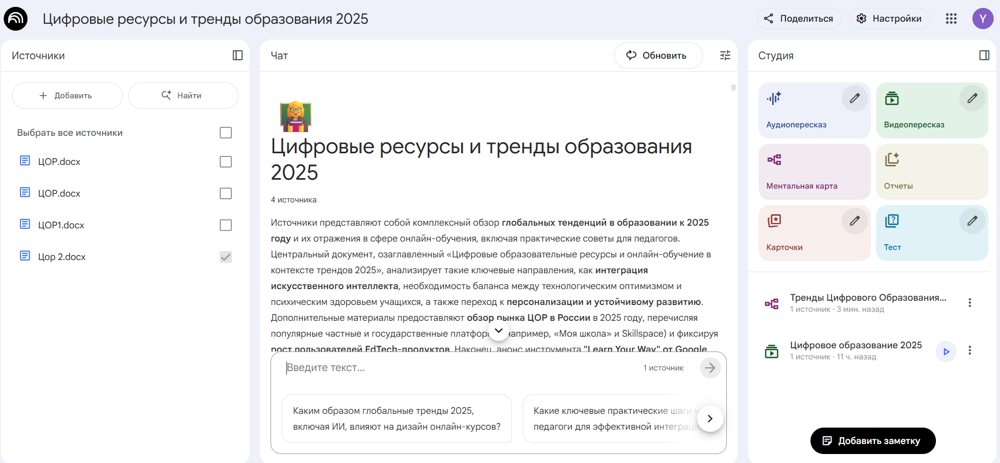 Цифровые ресурсы и тренды образования 2025
Поделиться
Настройки
Y
Источники
Добавить
Найти
Выбрать все источники
ЦОР.docx
ЦОР.docx
ЦОР1.docx
Цор 2.docx
Чат
Обновить
Цифровые ресурсы и тренды образования
2025
4 источника
Источники представляют собой комплексный обзор глобальных тенденций в образовании к 2025
году и их отражения в сфере онлайн-обучения, включая практические советы для педагогов.
Центральный документ, озаглавленный «Цифровые образовательные ресурсы и онлайн-обучение в
контексте трендов 2025», анализирует такие ключевые направления, как интеграция
искусственного интеллекта, необходимость баланса между технологическим оптимизмом и
психическим здоровьем учащихся, а также переход к персонализации и устойчивому развитию.
Дополнительные материалы предоставляют обзор рынка ЦОР в России в 2025 году, перечисляя
популярные частные и государственные например, «Моя школа» и Skillspace) и фиксируя
рост пользователей EdTech-продуктов. Наконец, анонс инструмента "Learn Your Way" от Google
Введите текст...
1 источник
Каким образом глобальные тренды 2025,
включая ИИ, влияют на дизайн онлайн-курсов?
Какие ключевые практические шаги
педагоги для эффективной
Студия
Аудиопересказ
Видеопересказ
Ментальная карта
Отчеты
Карточки
Тест
Тренды Цифрового Образования...
1 источник · 3 мин. назад
Цифровое образование 2025
1 источник · 11 ч. назад
Добавить заметку